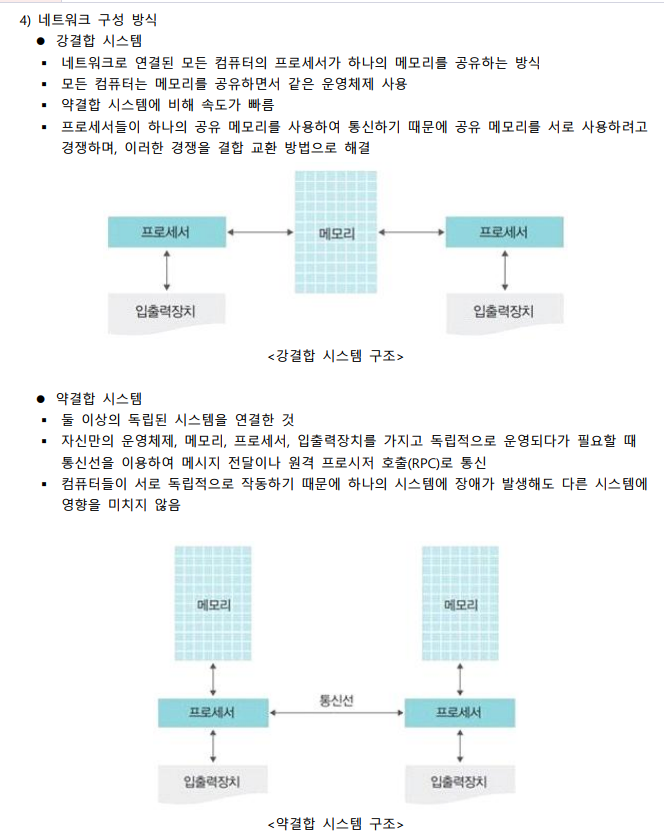 4) 네트워크 구성 방식
● 강결합 시스템
▪ 네트워크로 연결된 모든 컴퓨터의 프로세서가 하나의 메모리를 공유하는 방식
▪ 모든 컴퓨터는 메모리를 공유하면서 같은 운영체제 사용
▪ 약결합 시스템에 비해 속도가 빠름
▪ 프로세서들이 하나의 공유 메모리를 사용하여 통신하기 때문에 공유 메모리를 서로 사용하려고
경쟁하며, 이러한 경쟁을 결합 교환 방법으로 해결
프로세서 메모리 프로세서
입출력장치 입출력장치
<강결합 시스템 구조>
● 약결합 시스템
▪ 둘 이상의 독립된 시스템을 연결한 것
▪ 자신만의 운영체제, 메모리, 프로세서, 입출력장치를 가지고 독립적으로 운영되다가 필요할 때
통신선을 이용하여 메시지 전달이나 원격 프로시저 호출(RPC)로 통신
▪ 컴퓨터들이 서로 독립적으로 작동하기 때문에 하나의 시스템에 장애가 발생해도 다른 시스템에
영향을 미치지 않음
메모리 메모리
통신선
프로세서 프로세서
입출력장치 입출력장치
<약결합 시스템 구조>